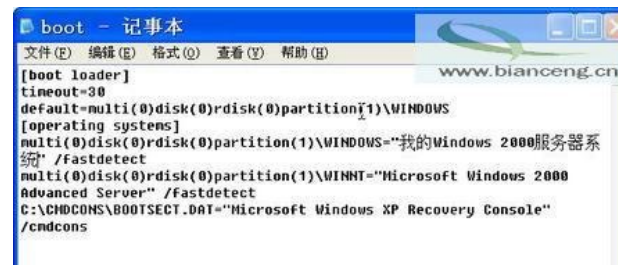 boot - 记事本
文件(F) 编辑(E) 格式(O) 查看(V) 帮助(H)
www.biancheng.cn
[boot loader]
timeout=30
default=multi(0)disk(0)rdisk(0)partition(1)\WINDOWS
[operating systems]
multi(0)disk(0)rdisk(0)partition(1)\WINDOWS="我的Windows 2000服务器系
统" /fastdetect
multi(0)disk(0)rdisk(0)partition(1)\WINNT="Microsoft Windows 2000
Advanced Server" /fastdetect
C:\CMDCONS\BOOTSECT.DAT="Microsoft Windows XP Recovery Console"
/cmdcons